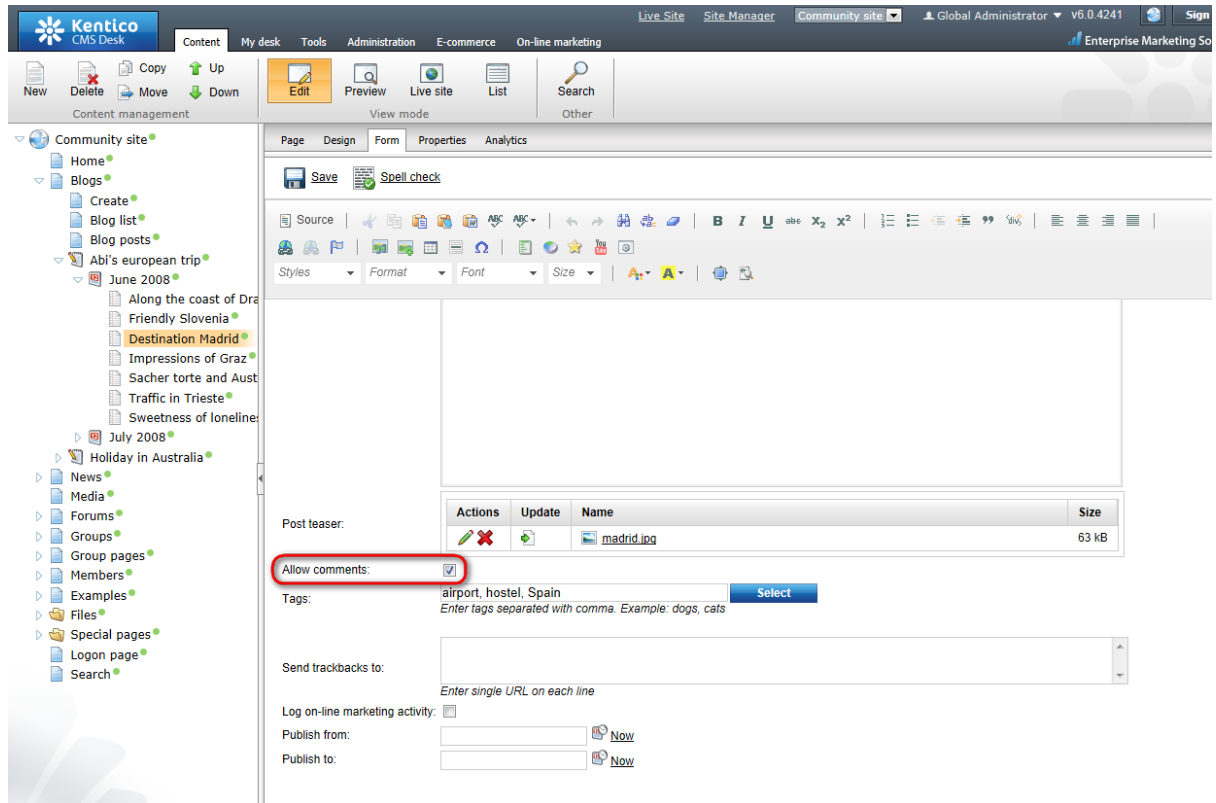 Kentico
CMS Desk
Live Site Site Manager Community site Global Administrator v6.0.4241 Sign
Content My desk Tools Administration E-commerce On-line marketing
Enterprise Marketing So
New Delete Copy Move Up Down
Content management
Edit Preview Live site List
View mode
Search
Other
Community site
Home
Blogs
Create
Blog list
Blog posts
Abi's european trip
June 2008
Along the coast of Dra
Friendly Slovenia
Destination Madrid
Impressions of Graz
Sacher torte and Aust
Traffic in Trieste
Sweetness of lonelines
July 2008
Holiday in Australia
News
Media
Forums
Groups
Group pages
Members
Examples
Files
Special pages
Logon page
Search
Page Design Form Properties Analytics
Save Spell check
Source ABC ABC B I U abc X₂ X² div
You Tube
Styles Format Font Size A A
Post teaser:
Actions Update Name Size
madrid.jpg 63 kB
Allow comments:
Tags: airport, hostel, Spain Select
Enter tags separated with comma. Example: dogs, cats
Send trackbacks to:
Enter single URL on each line
Log on-line marketing activity:
Publish from: Now
Publish to: Now